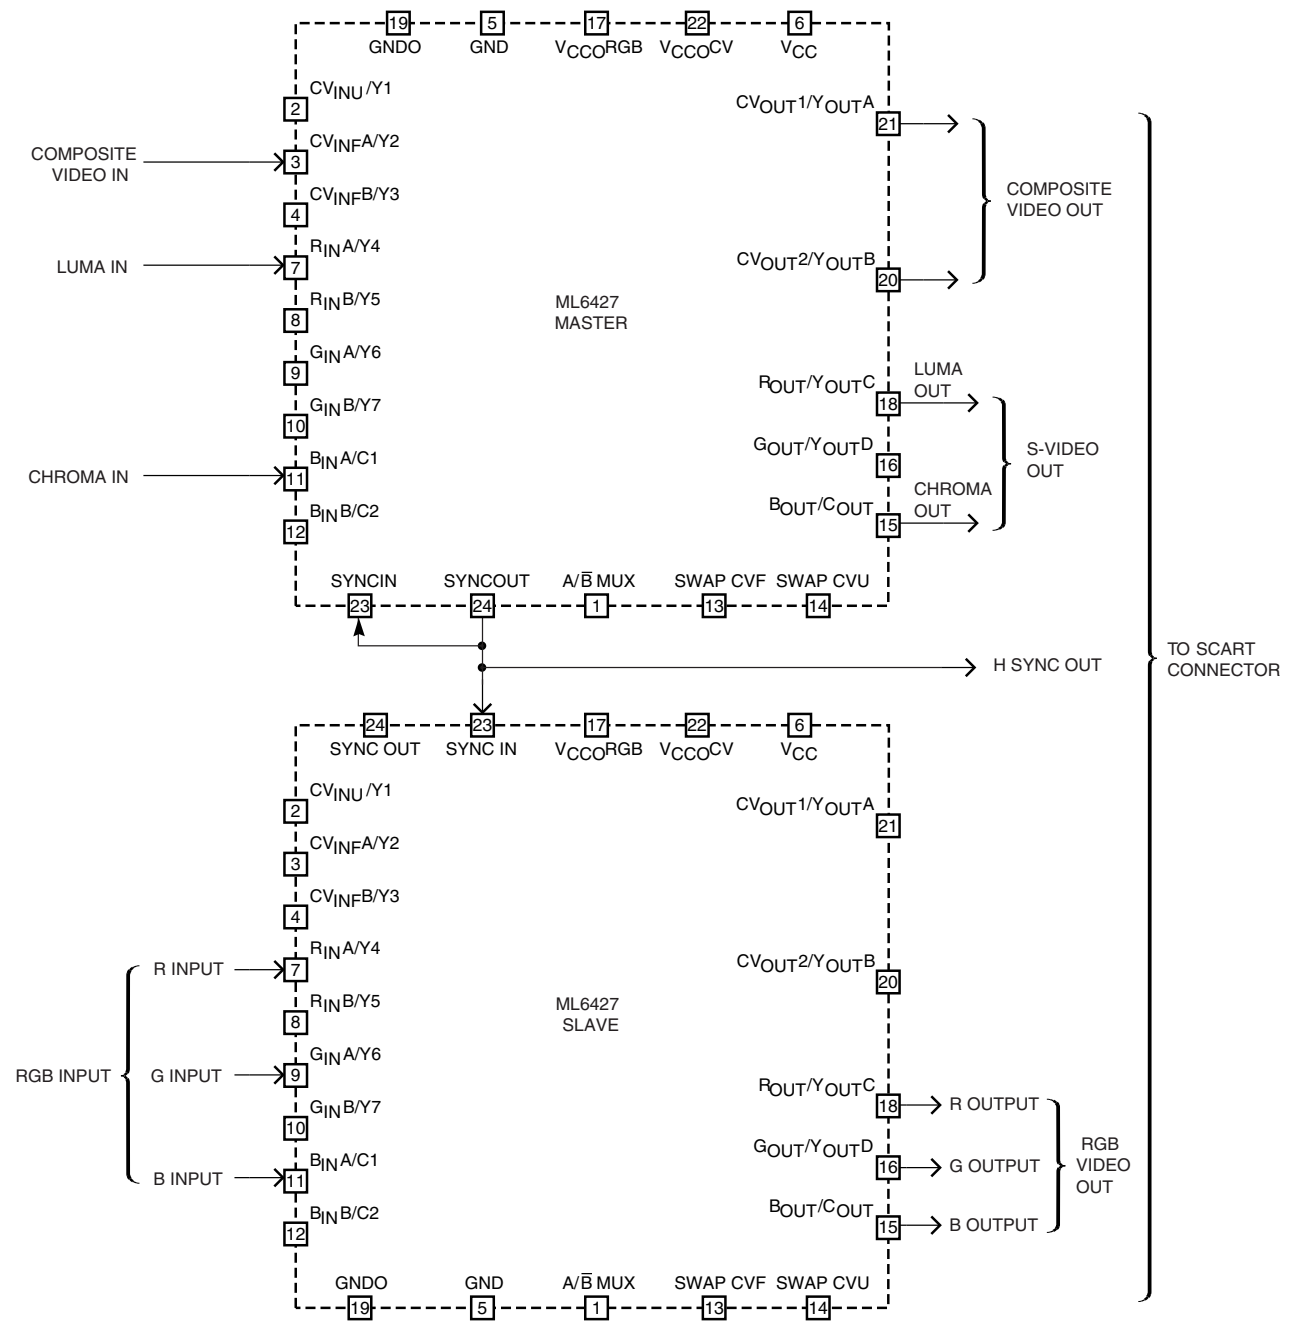 19 5 17 22 6
GNDO GND VCCORGB VCCOCV VCC
CVINU/Y1
2
CVOUT1/YOUTA
21
CVINFA/Y2
COMPOSITE
VIDEO IN
3
CVINFB/Y3
4
COMPOSITE
VIDEO OUT
RINA/Y4
LUMA IN
7
CVOUT2/YOUTB
20
RINB/Y5
8
ML6427
MASTER
GINA/Y6
9
ROUT/YOUTC
18
LUMA
OUT
GINB/Y7
10
GOUT/YOUTD
16
S-VIDEO
OUT
BINA/C1
CHROMA IN
11
BINB/C2
12
BOUT/COUT
15
CHROMA
OUT
SYNCIN SYNCOUT A/B̅ MUX SWAP CVF SWAP CVU
23 24 1 13 14
H SYNC OUT
TO SCART
CONNECTOR
24 23 17 22 6
SYNC OUT SYNC IN VCCORGB VCCOCV VCC
CVINU/Y1
2
CVOUT1/YOUTA
21
CVINFA/Y2
3
CVINFB/Y3
4
RINA/Y4
R INPUT
7
CVOUT2/YOUTB
20
RINB/Y5
8
ML6427
SLAVE
GINA/Y6
RGB INPUT
G INPUT
9
ROUT/YOUTC
18
R OUTPUT
GINB/Y7
10
GOUT/YOUTD
16
G OUTPUT
RGB
VIDEO
OUT
BINA/C1
B INPUT
11
BINB/C2
12
BOUT/COUT
15
B OUTPUT
GNDO GND A/B̅ MUX SWAP CVF SWAP CVU
19 5 1 13 14